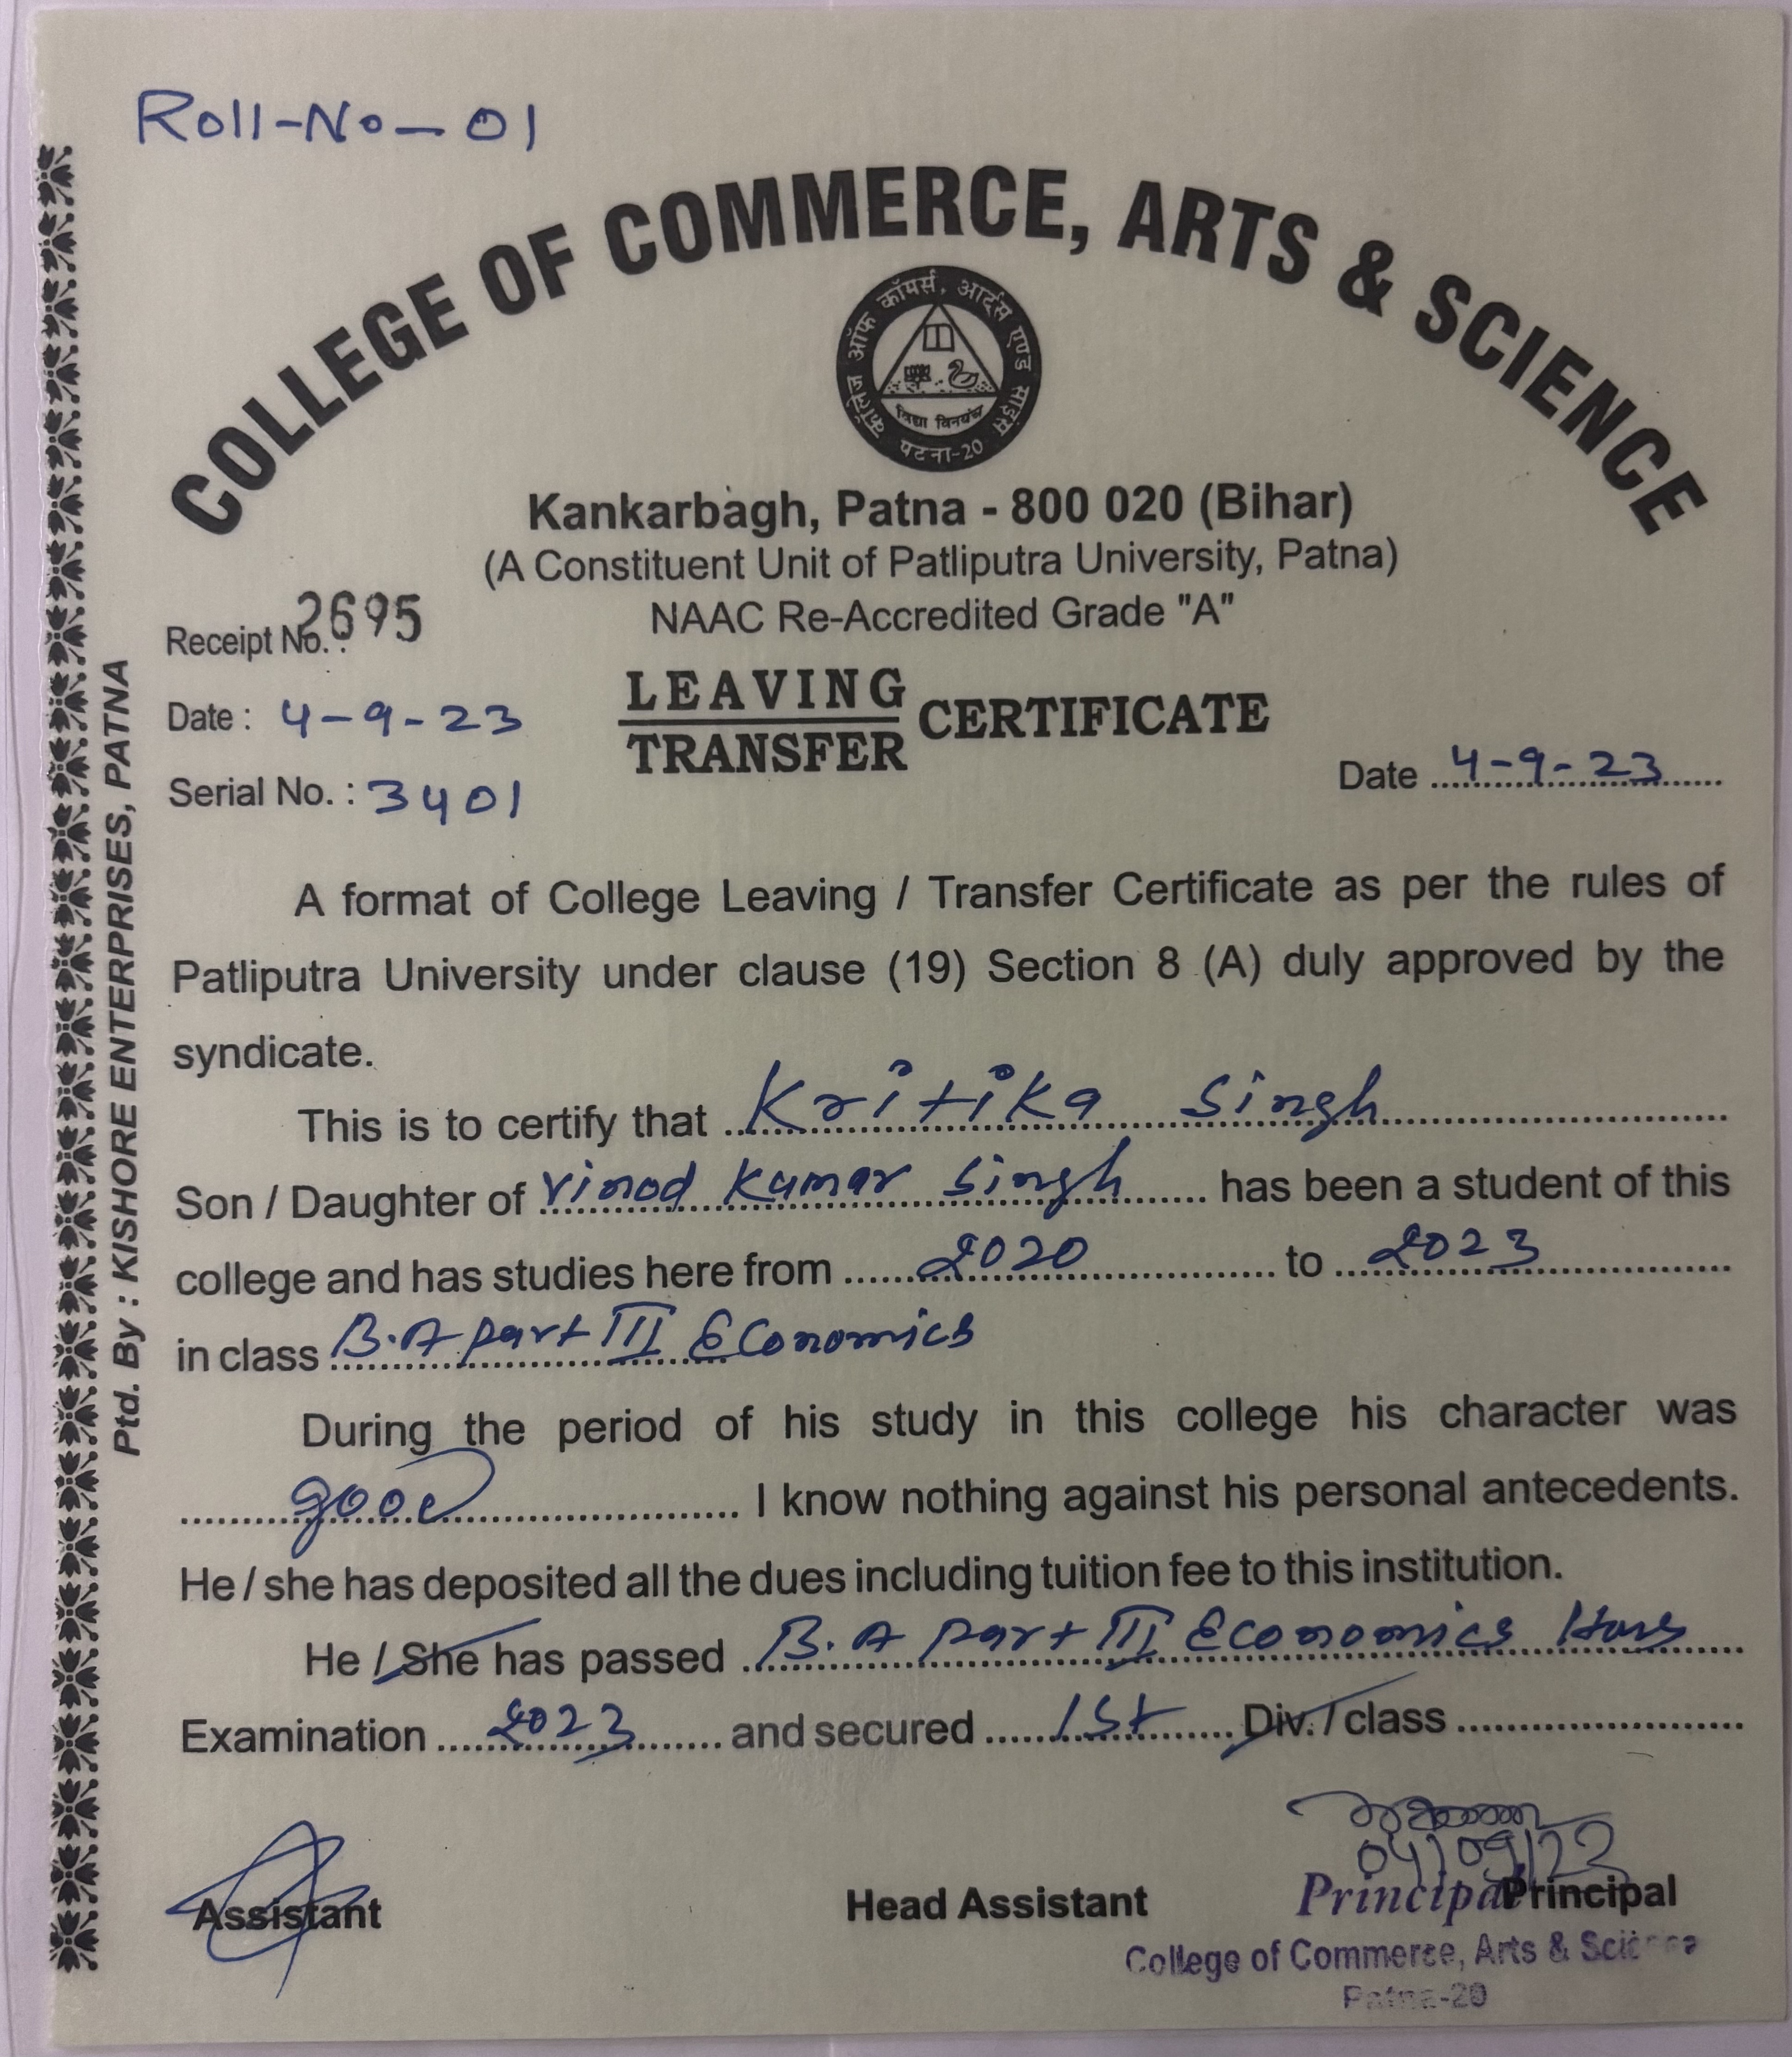 Roll-No-01
COLLEGE OF COMMERCE, ARTS & SCIENCE
कॉलेज ऑफ कॉमर्स, आर्ट्स एण्ड साइंस
विद्या विनयंच
पटना-20
Kankarbagh, Patna - 800 020 (Bihar)
(A Constituent Unit of Patliputra University, Patna)
NAAC Re-Accredited Grade "A"
Receipt No. : 2695
LEAVING
TRANSFER CERTIFICATE
Date : 4-9-23
Date 4-9-23
Serial No. : 3401
A format of College Leaving / Transfer Certificate as per the rules of
Patliputra University under clause (19) Section 8 (A) duly approved by the
syndicate.
This is to certify that Kritika Singh
Son / Daughter of Vinod Kumar Singh has been a student of this
college and has studies here from 2020 to 2023
in class B.A part III Economics
During the period of his study in this college his character was
good I know nothing against his personal antecedents.
He / she has deposited all the dues including tuition fee to this institution.
He / She has passed B.A Part III Economics Hons
Examination 2023 and secured 1st Div. / class
04/09/23
Assistant Head Assistant Principal Principal
College of Commerce, Arts & Science
Patna-20
Ptd. By : KISHORE ENTERPRISES, PATNA